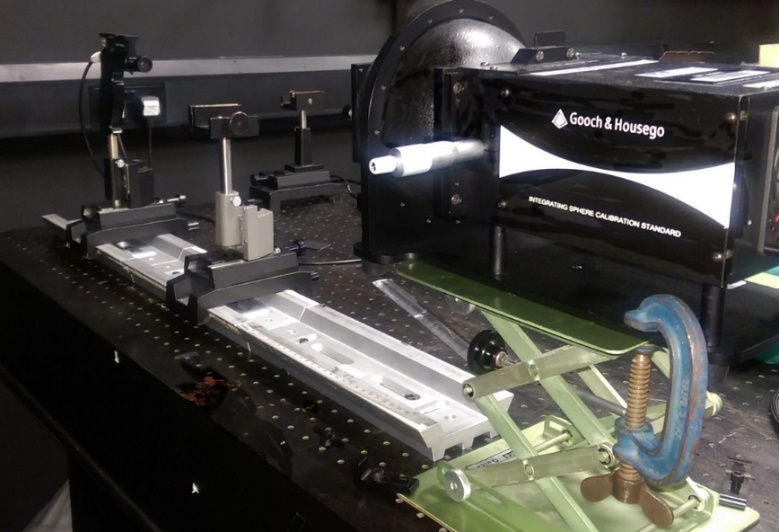 Gooch & Housego
INTEGRATING SPHERE CALIBRATION STANDARD